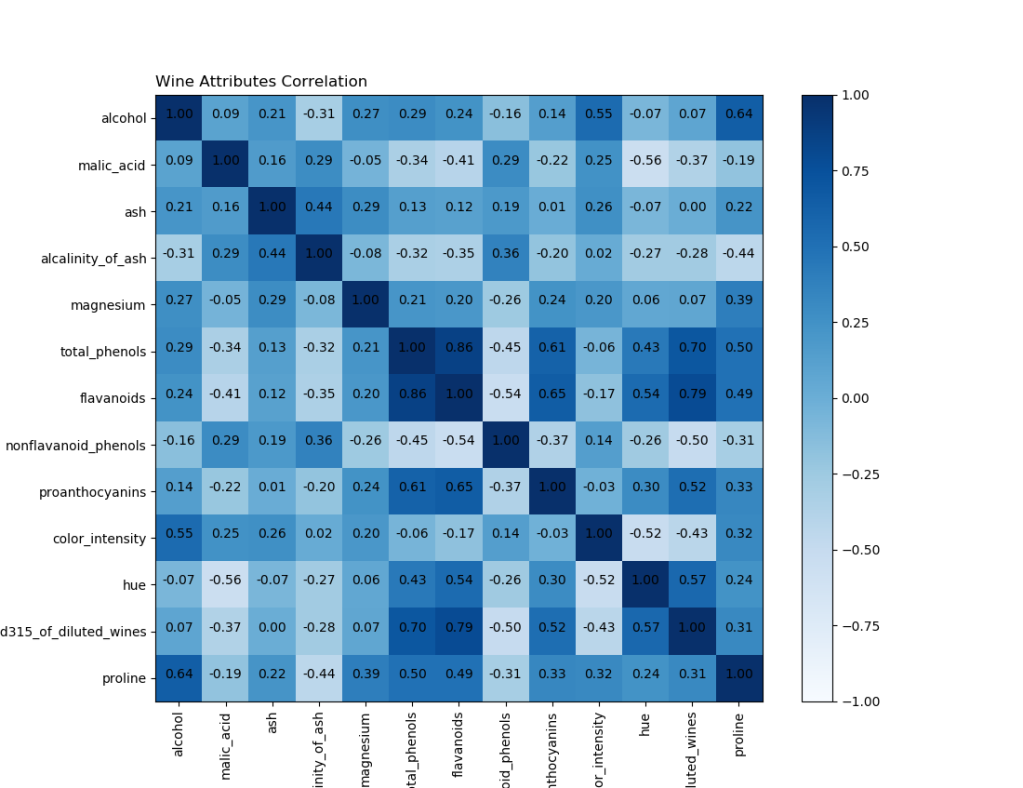 Wine Attributes Correlation
alcohol 1.00 0.09 0.21 -0.31 0.27 0.29 0.24 -0.16 0.14 0.55 -0.07 0.07 0.64
malic_acid 0.09 1.00 0.16 0.29 -0.05 -0.34 -0.41 0.29 -0.22 0.25 -0.56 -0.37 -0.19
ash 0.21 0.16 1.00 0.44 0.29 0.13 0.12 0.19 0.01 0.26 -0.07 0.00 0.22
alcalinity_of_ash -0.31 0.29 0.44 1.00 -0.08 -0.32 -0.35 0.36 -0.20 0.02 -0.27 -0.28 -0.44
magnesium 0.27 -0.05 0.29 -0.08 1.00 0.21 0.20 -0.26 0.24 0.20 0.06 0.07 0.39
total_phenols 0.29 -0.34 0.13 -0.32 0.21 1.00 0.86 -0.45 0.61 -0.06 0.43 0.70 0.50
flavanoids 0.24 -0.41 0.12 -0.35 0.20 0.86 1.00 -0.54 0.65 -0.17 0.54 0.79 0.49
nonflavanoid_phenols -0.16 0.29 0.19 0.36 -0.26 -0.45 -0.54 1.00 -0.37 0.14 -0.26 -0.50 -0.31
proanthocyanins 0.14 -0.22 0.01 -0.20 0.24 0.61 0.65 -0.37 1.00 -0.03 0.30 0.52 0.33
color_intensity 0.55 0.25 0.26 0.02 0.20 -0.06 -0.17 0.14 -0.03 1.00 -0.52 -0.43 0.32
hue -0.07 -0.56 -0.07 -0.27 0.06 0.43 0.54 -0.26 0.30 -0.52 1.00 0.57 0.24
d315_of_diluted_wines 0.07 -0.37 0.00 -0.28 0.07 0.70 0.79 -0.50 0.52 -0.43 0.57 1.00 0.31
proline 0.64 -0.19 0.22 -0.44 0.39 0.50 0.49 -0.31 0.33 0.32 0.24 0.31 1.00
alcohol
malic_acid
ash
inity_of_ash
magnesium
tal_phenols
flavanoids
oid_phenols
nthocyanins
or_intensity
hue
luted_wines
proline
1.00
0.75
0.50
0.25
0.00
−0.25
−0.50
−0.75
−1.00